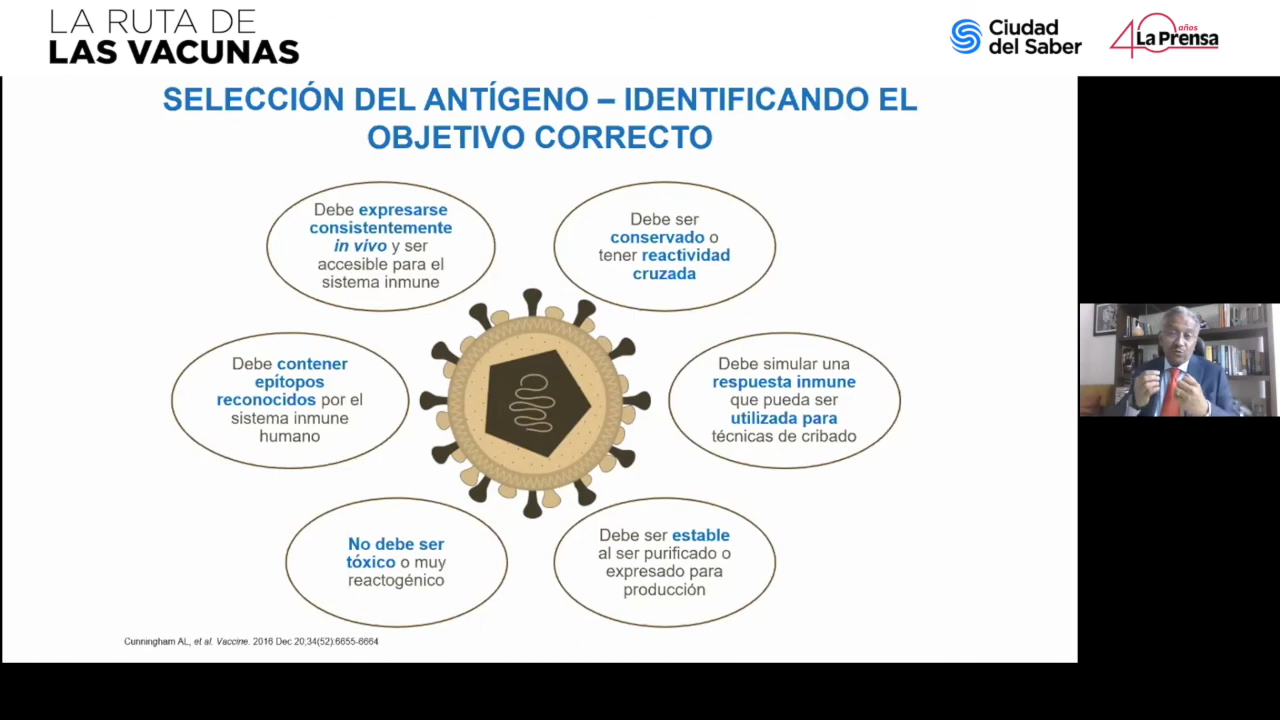 LA RUTA DE
LAS VACUNAS
Ciudad
del Saber
40 años
La Prensa
SELECCIÓN DEL ANTÍGENO – IDENTIFICANDO EL
OBJETIVO CORRECTO
Debe expresarse
consistentemente
in vivo y ser
accesible para el
sistema inmune
Debe ser
conservado o
tener reactividad
cruzada
Debe contener
epítopos
reconocidos por el
sistema inmune
humano
Debe simular una
respuesta inmune
que pueda ser
utilizada para
técnicas de cribado
No debe ser
tóxico o muy
reactogénico
Debe ser estable
al ser purificado o
expresado para
producción
Cunningham AL, et al. Vaccine. 2016 Dec 20;34(52):6655-6664